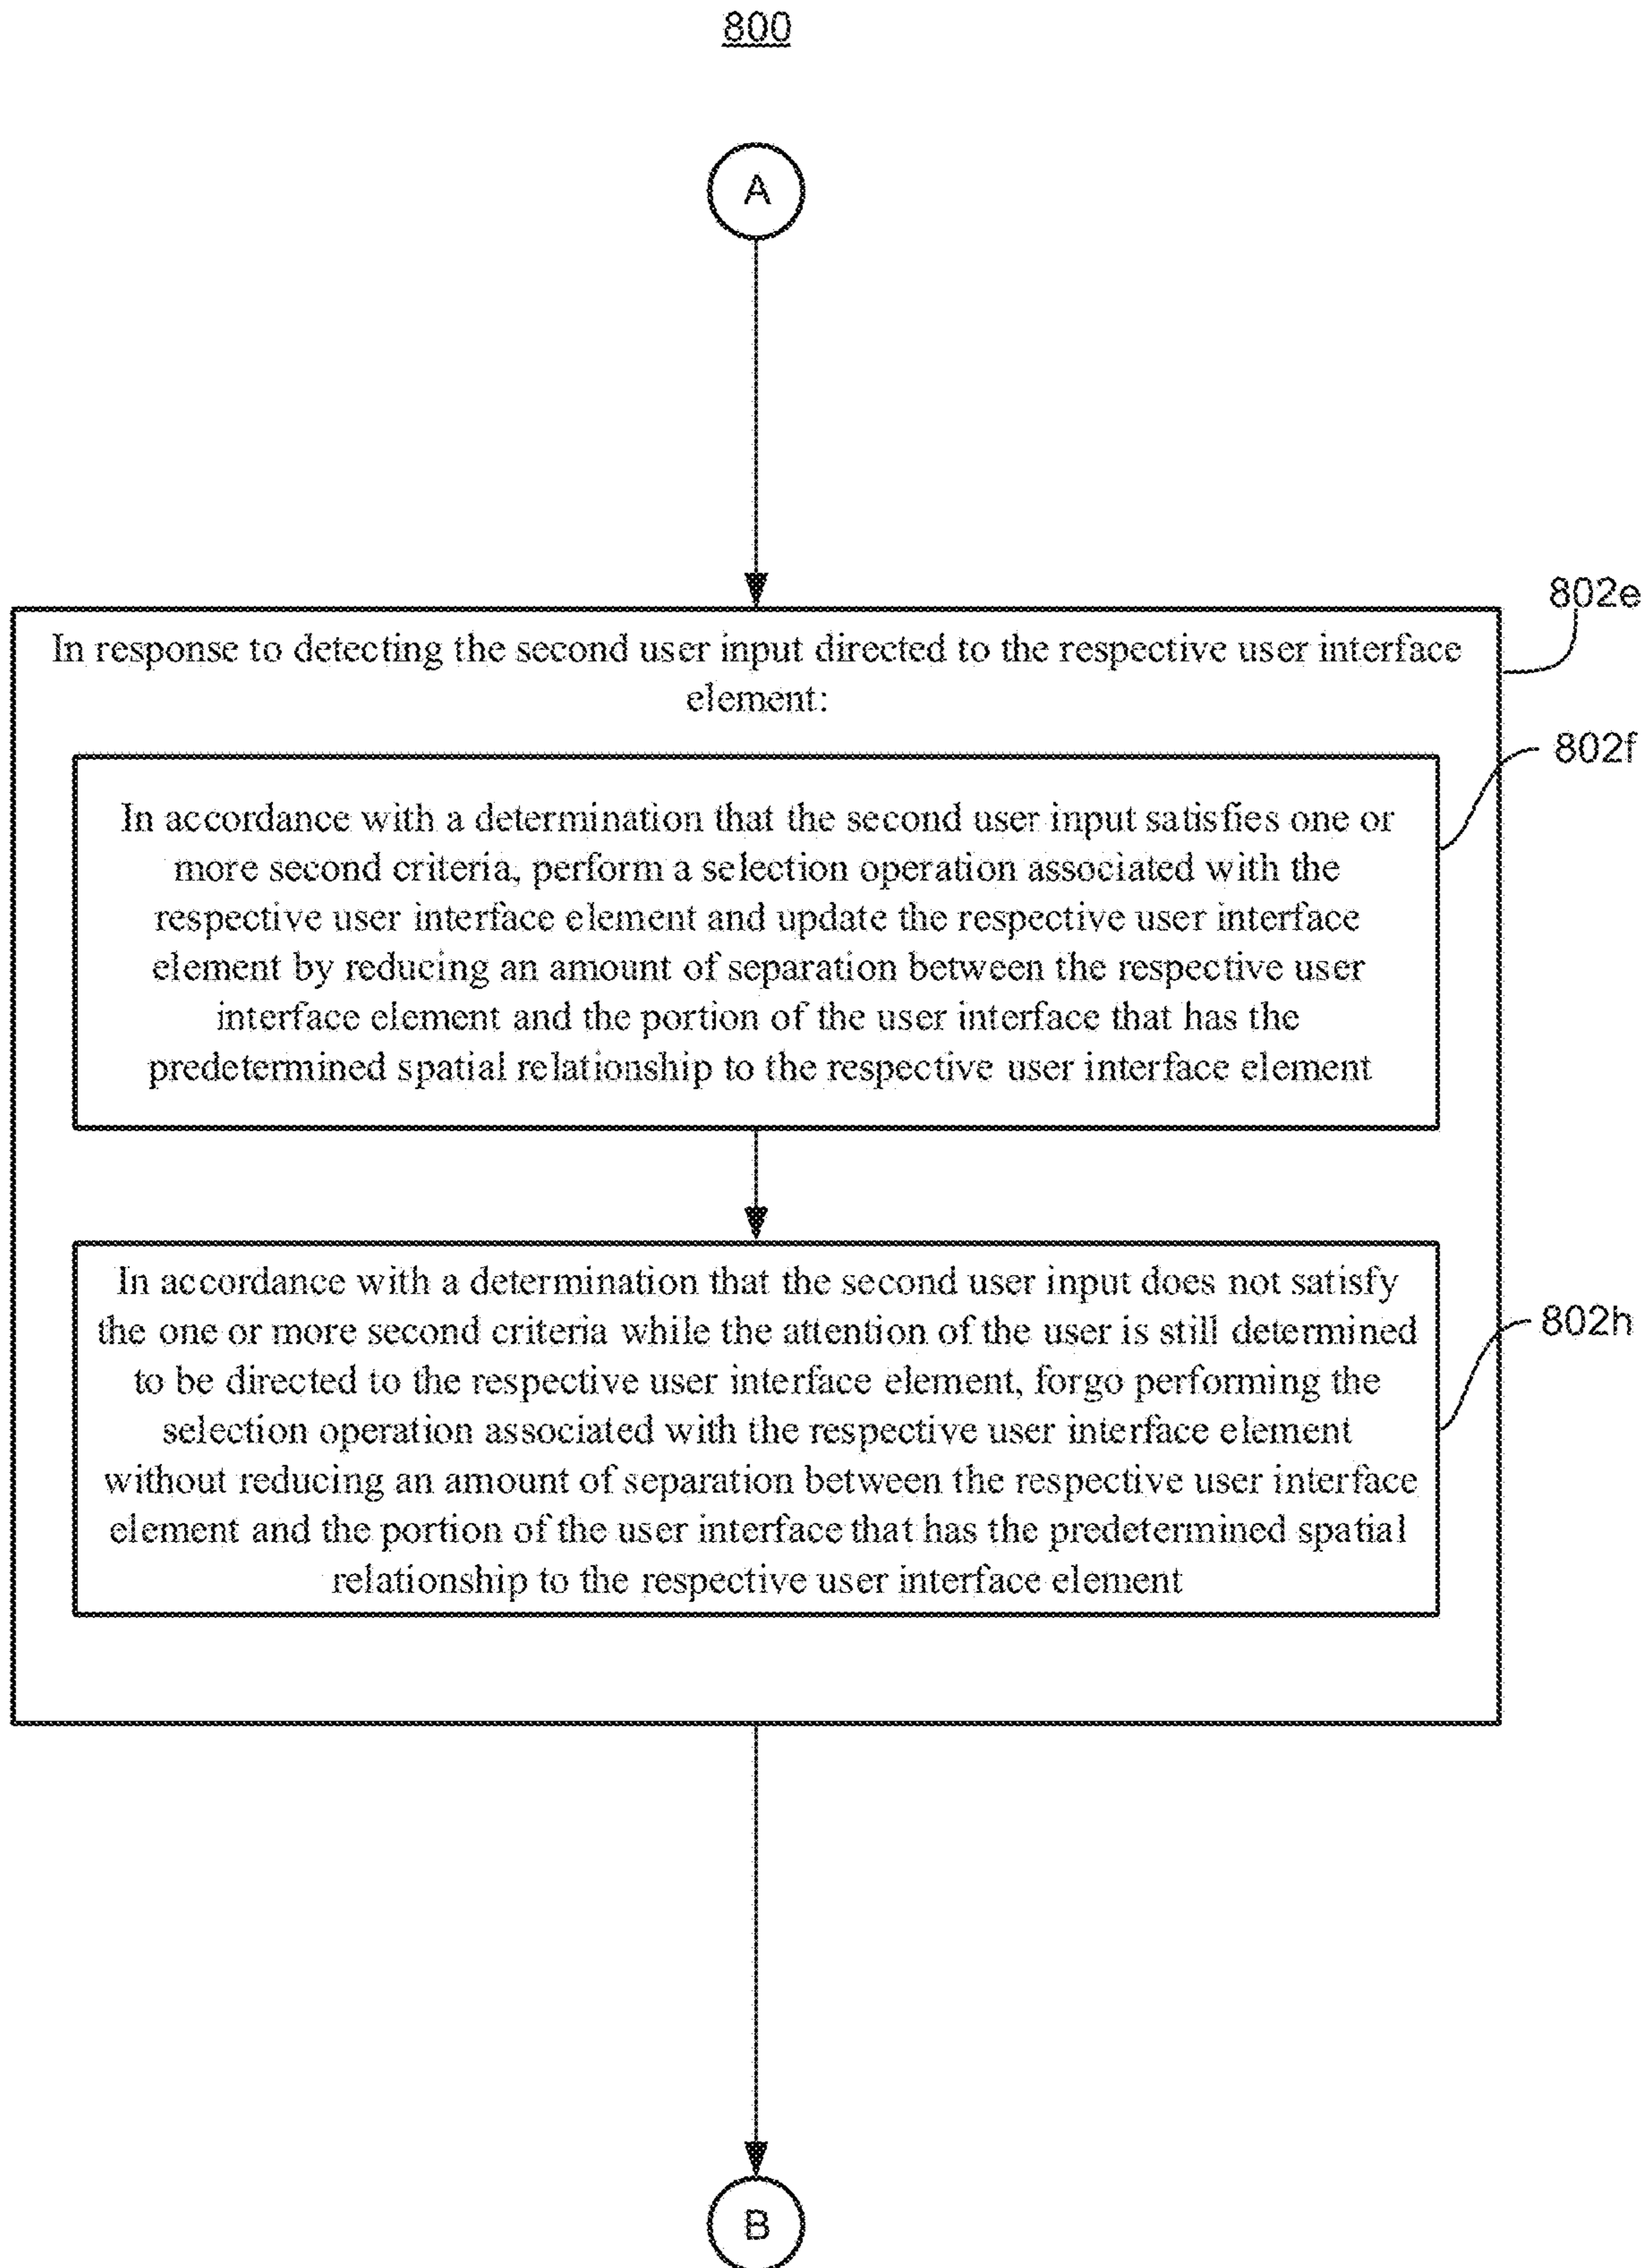 800
A
802e
In response to detecting the second user input directed to the respective user interface
element:
802f
In accordance with a determination that the second user input satisfies one or
more second criteria, perform a selection operation associated with the
respective user interface element and update the respective user interface
element by reducing an amount of separation between the respective user
interface element and the portion of the user interface that has the
predetermined spatial relationship to the respective user interface element
802h
In accordance with a determination that the second user input does not satisfy
the one or more second criteria while the attention of the user is still determined
to be directed to the respective user interface element, forgo performing the
selection operation associated with the respective user interface element
without reducing an amount of separation between the respective user interface
element and the portion of the user interface that has the predetermined spatial
relationship to the respective user interface element
B